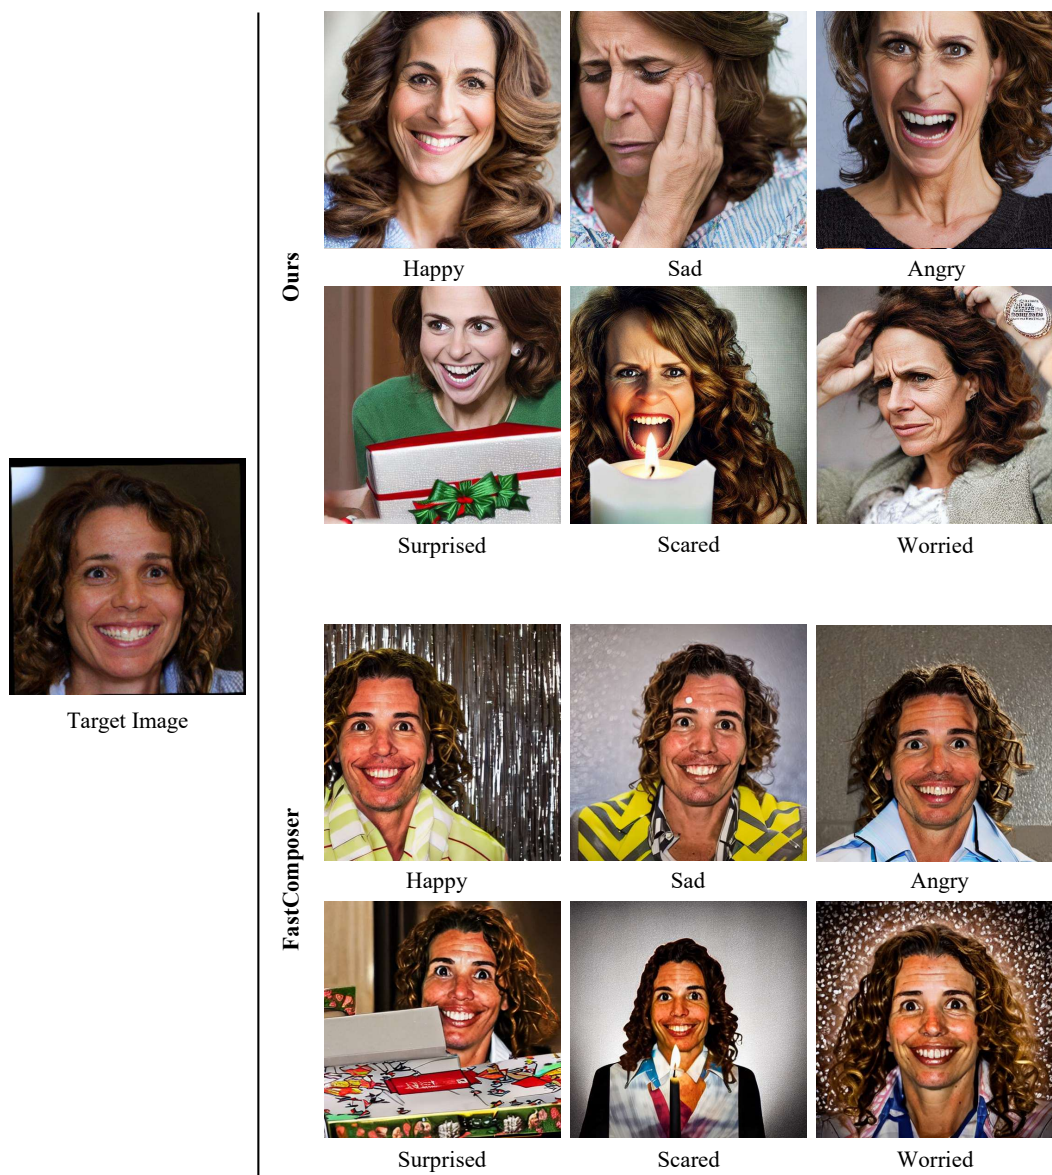 Ours
Happy
Sad
Angry
Surprised
Scared
Worried
Target Image
FastComposer
Happy
Sad
Angry
Surprised
Scared
Worried